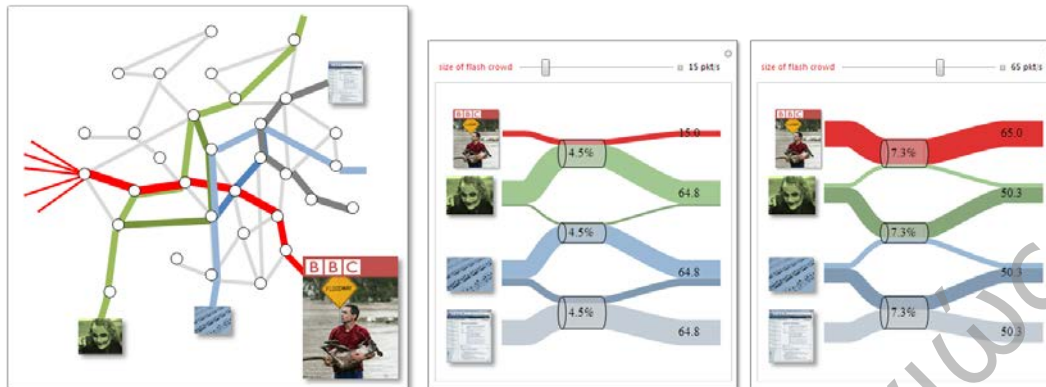 BBC
FLOODWAY
size of flash crowd 15 pkt/s
BBC
15.0
4.5%
64.8
4.5%
64.8
4.5%
64.8
size of flash crowd 65 pkt/s
BBC
65.0
7.3%
50.3
7.3%
50.3
7.3%
50.3